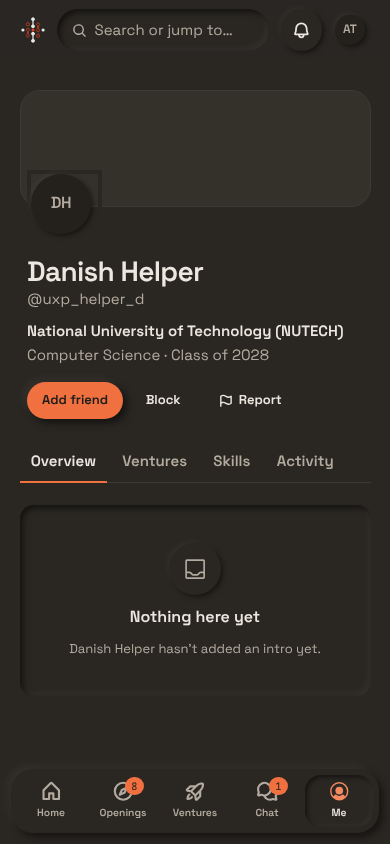 Search or jump to...
AT
DH
Danish Helper
@uxp_helper_d
National University of Technology (NUTECH)
Computer Science · Class of 2028
Add friend Block Report
Overview Ventures Skills Activity
Nothing here yet
Danish Helper hasn't added an intro yet.
8 1
Home Openings Ventures Chat Me